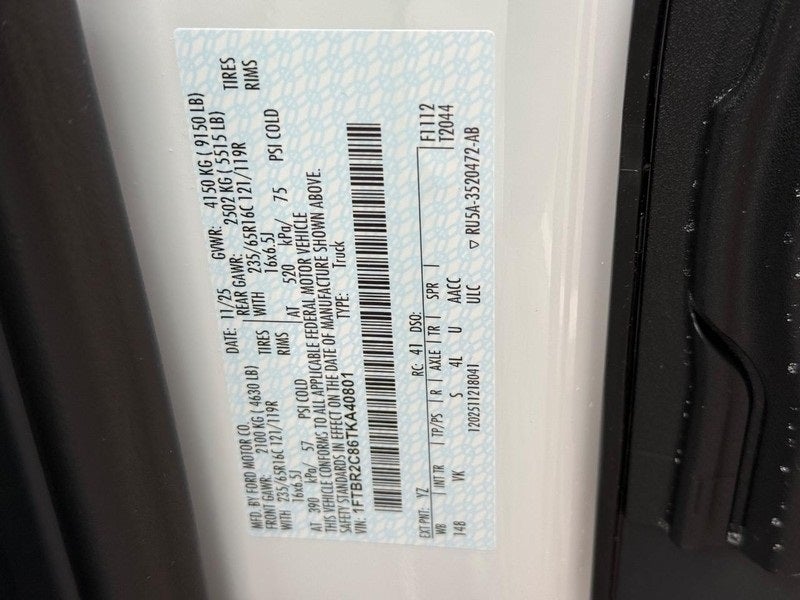 MFD. BY FORD MOTOR CO. DATE: 11/25 GVWR: 4150 KG ( 9150 LB)
FRONT GAWR: 2100 KG ( 4630 LB) REAR GAWR: 2502 KG ( 5515 LB)
WITH 235/65R16C 121/119R TIRES WITH 235/65R16C 121/119R TIRES
16x6.5J RIMS 16x6.5J RIMS
AT 390 kPa/ 57 PSI COLD AT 520 kPa/ 75 PSI COLD
THIS VEHICLE CONFORMS TO ALL APPLICABLE FEDERAL MOTOR VEHICLE
SAFETY STANDARDS IN EFFECT ON THE DATE OF MANUFACTURE SHOWN ABOVE.
VIN: 1FTBR2C86TKA40801 TYPE: Truck
EXT PNT: YZ RC: 41 DSO: F1112
WB INT TR TP/PS R AXLE TR SPR T2044
148 VK S 4L U AACC
1202511218041 ULC ▽ RU5A-3520472-AB